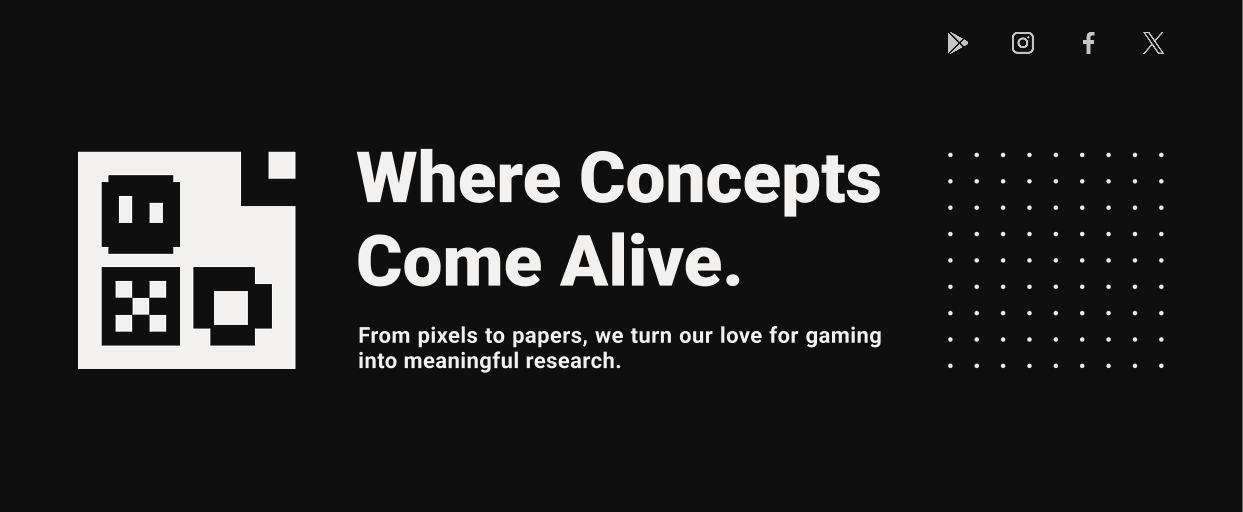 Where Concepts
Come Alive.
From pixels to papers, we turn our love for gaming
into meaningful research.